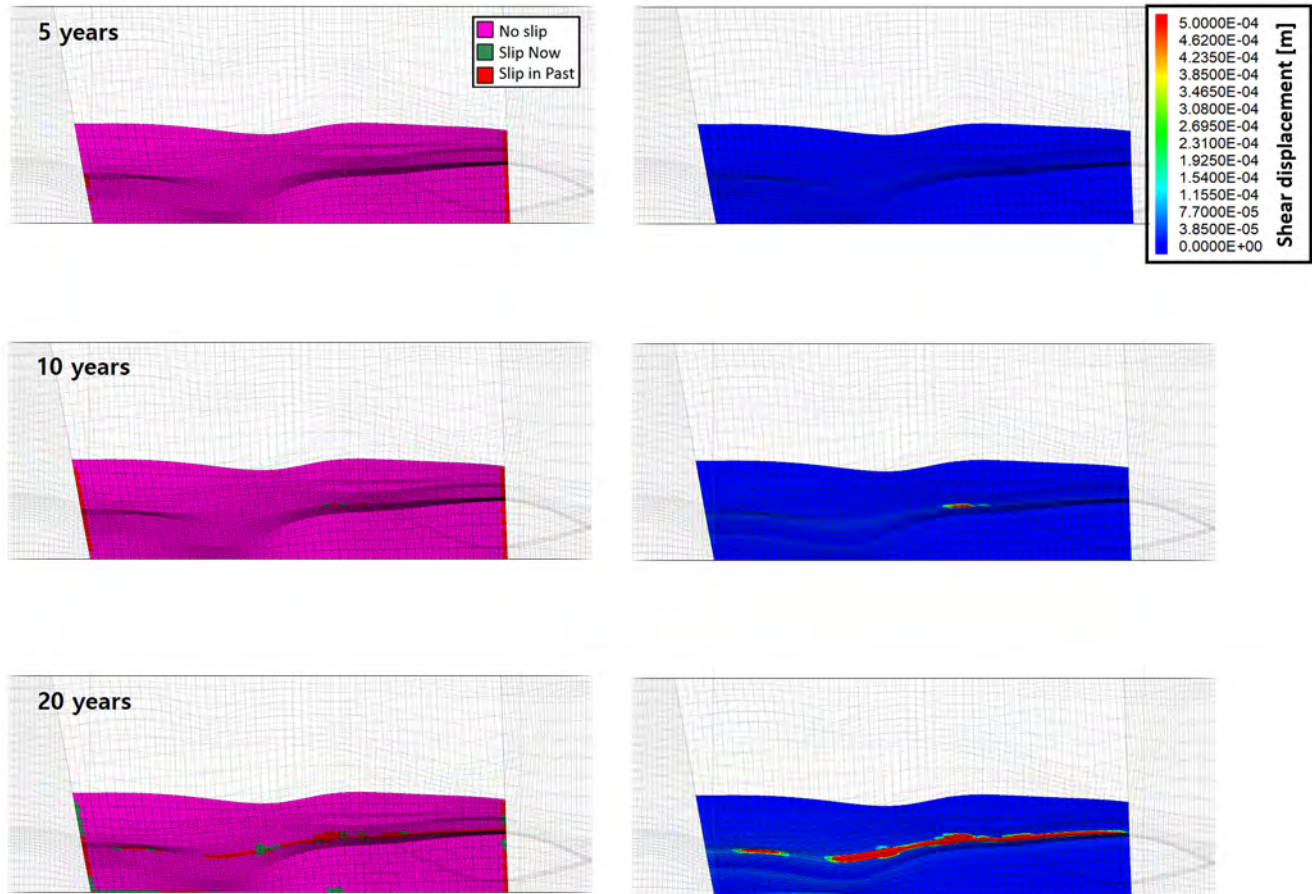 5 years
No slip
Slip Now
Slip in Past
5.0000E-04
4.6200E-04
4.2350E-04
3.8500E-04
3.4650E-04
3.0800E-04
2.6950E-04
2.3100E-04
1.9250E-04
1.5400E-04
1.1550E-04
7.7000E-05
3.8500E-05
0.0000E+00
Shear displacement [m]
10 years
20 years